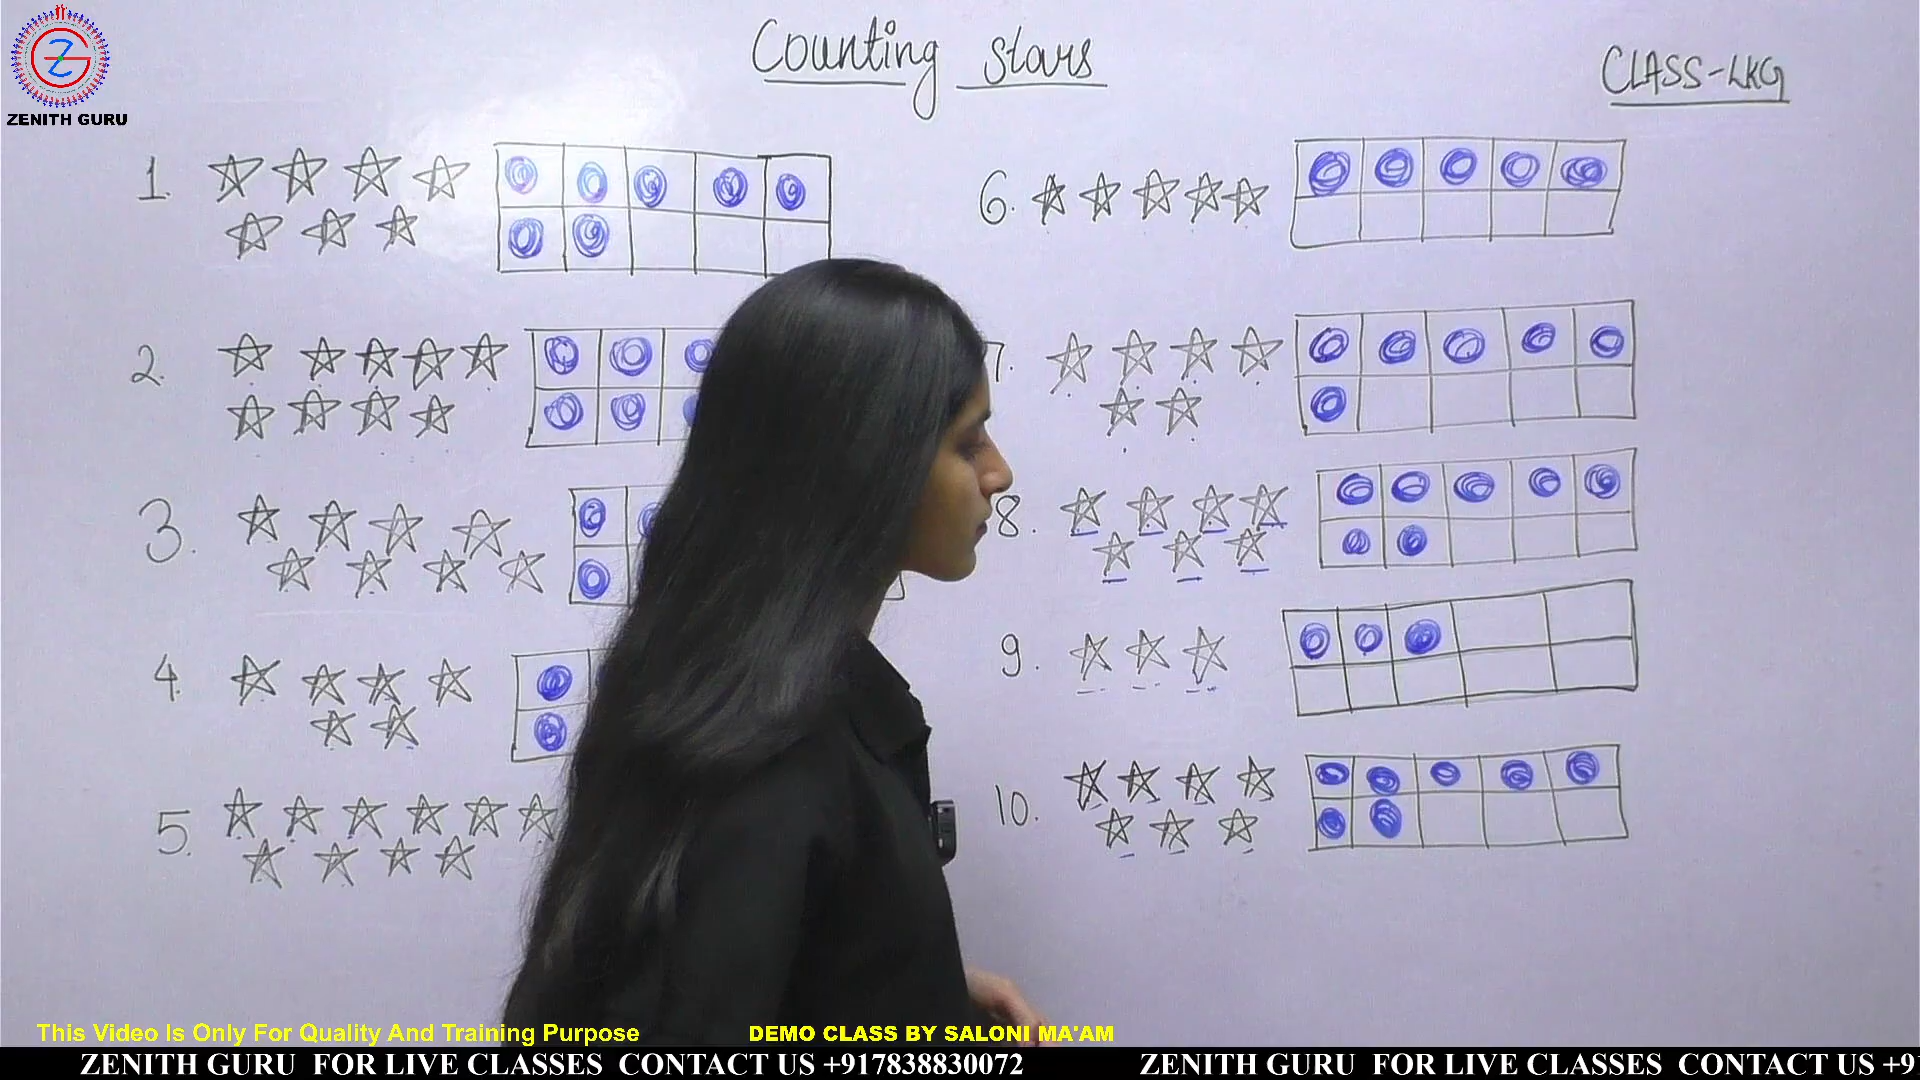 Counting Stars
CLASS-LKG
ZENITH GURU
1.
2.
3.
4.
5.
6.
7.
8.
9.
10.
This Video Is Only For Quality And Training Purpose
DEMO CLASS BY SALONI MA'AM
ZENITH GURU FOR LIVE CLASSES CONTACT US +917838830072 ZENITH GURU FOR LIVE CLASSES CONTACT US +91